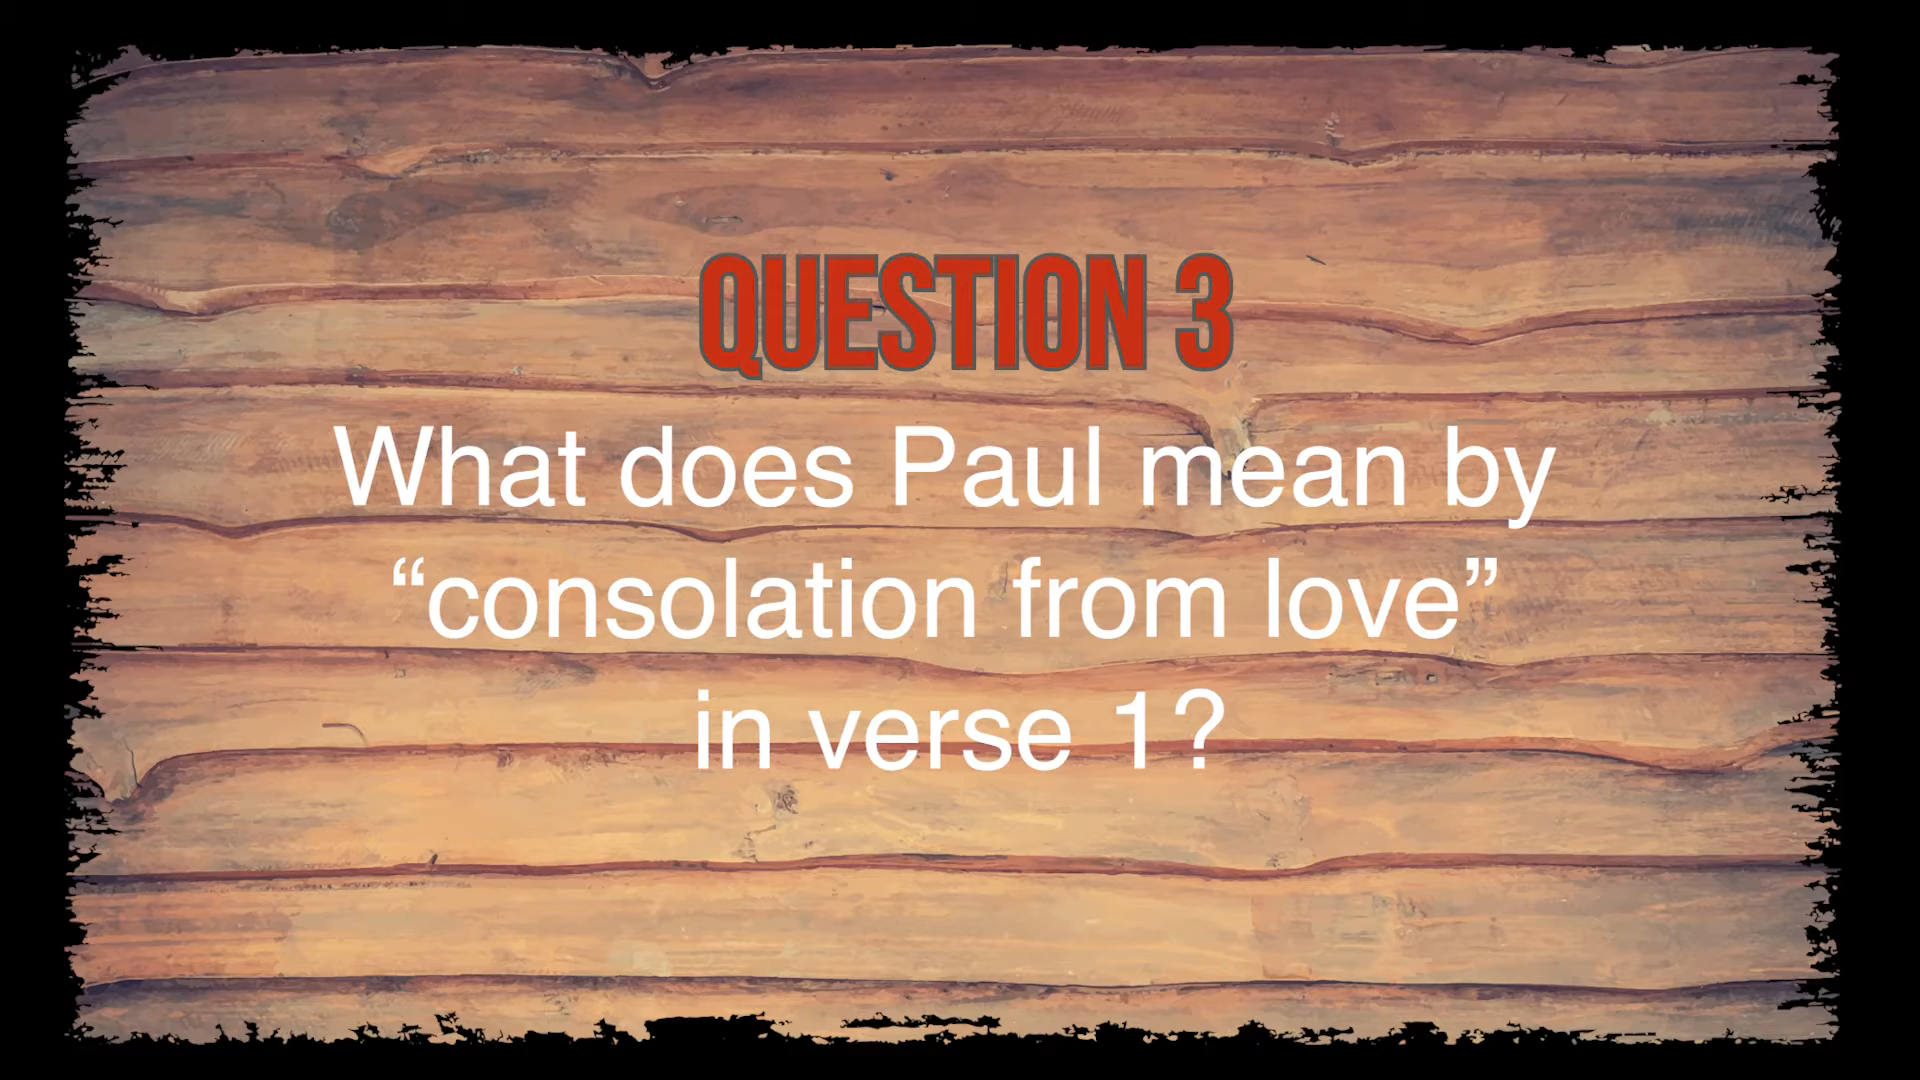 QUESTION 3
What does Paul mean by
“consolation from love”
in verse 1?